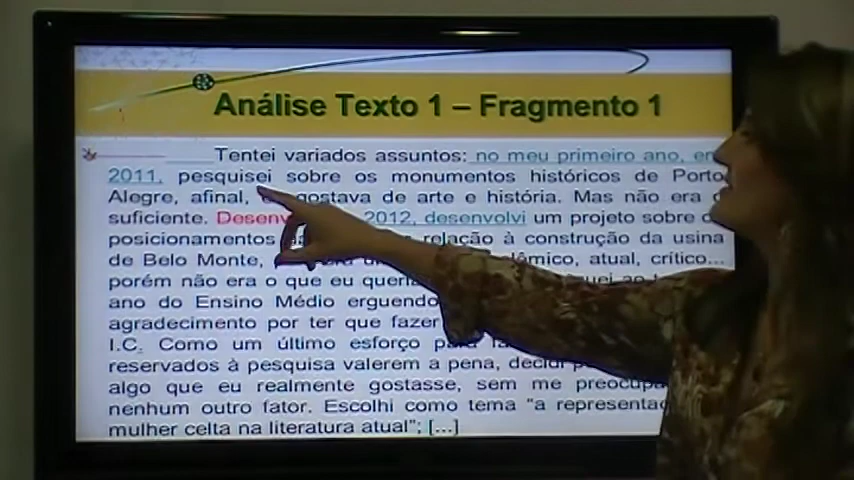 Análise Texto 1 – Fragmento 1
Tentei variados assuntos: no meu primeiro ano, em
2011, pesquisei sobre os monumentos históricos de Porto
Alegre, afinal, gostava de arte e história. Mas não era
suficiente. 2012, desenvolvi um projeto sobre
posicionamentos relação à construção da usina
de Belo Monte, atual, crítico...
porém não era o que eu
ano do Ensino Médio erguendo
agradecimento por ter que fazer
I.C. Como um último esforço
reservados à pesquisa valerem a pena,
algo que eu realmente gostasse, sem me
nenhum outro fator. Escolhi como tema "a
mulher celta na literatura atual"; [...]